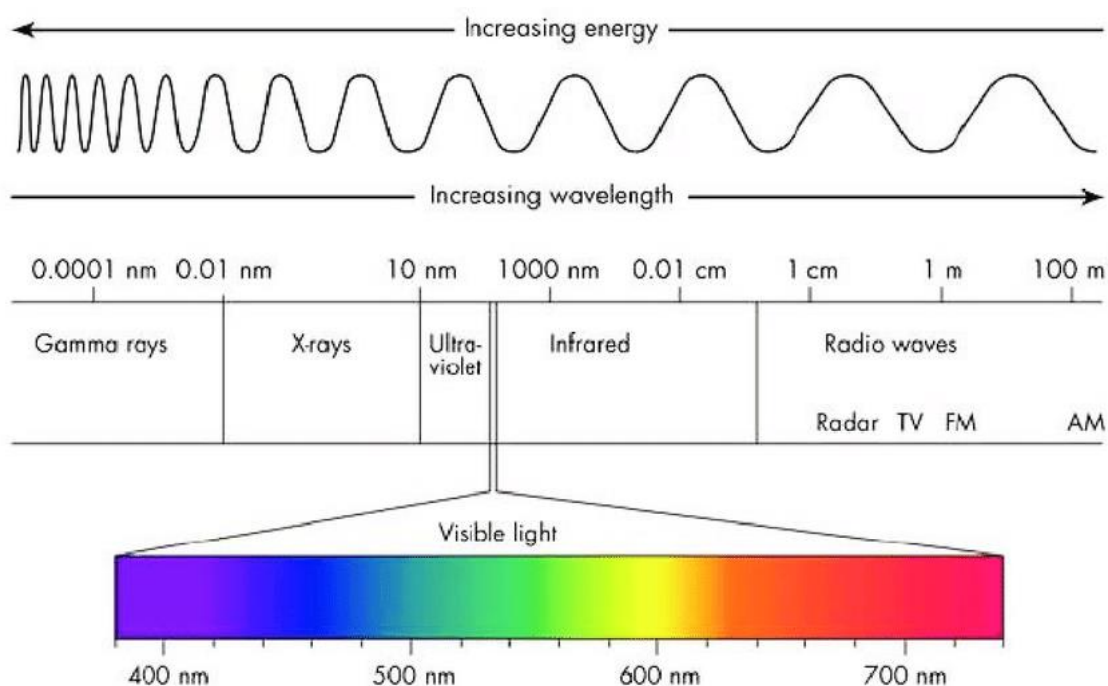 Increasing energy
Increasing wavelength
0.0001 nm 0.01 nm 10 nm 1000 nm 0.01 cm 1 cm 1 m 100 m
Gamma rays X-rays Ultra- Infrared Radio waves
violet
Radar TV FM AM
Visible light
400 nm 500 nm 600 nm 700 nm